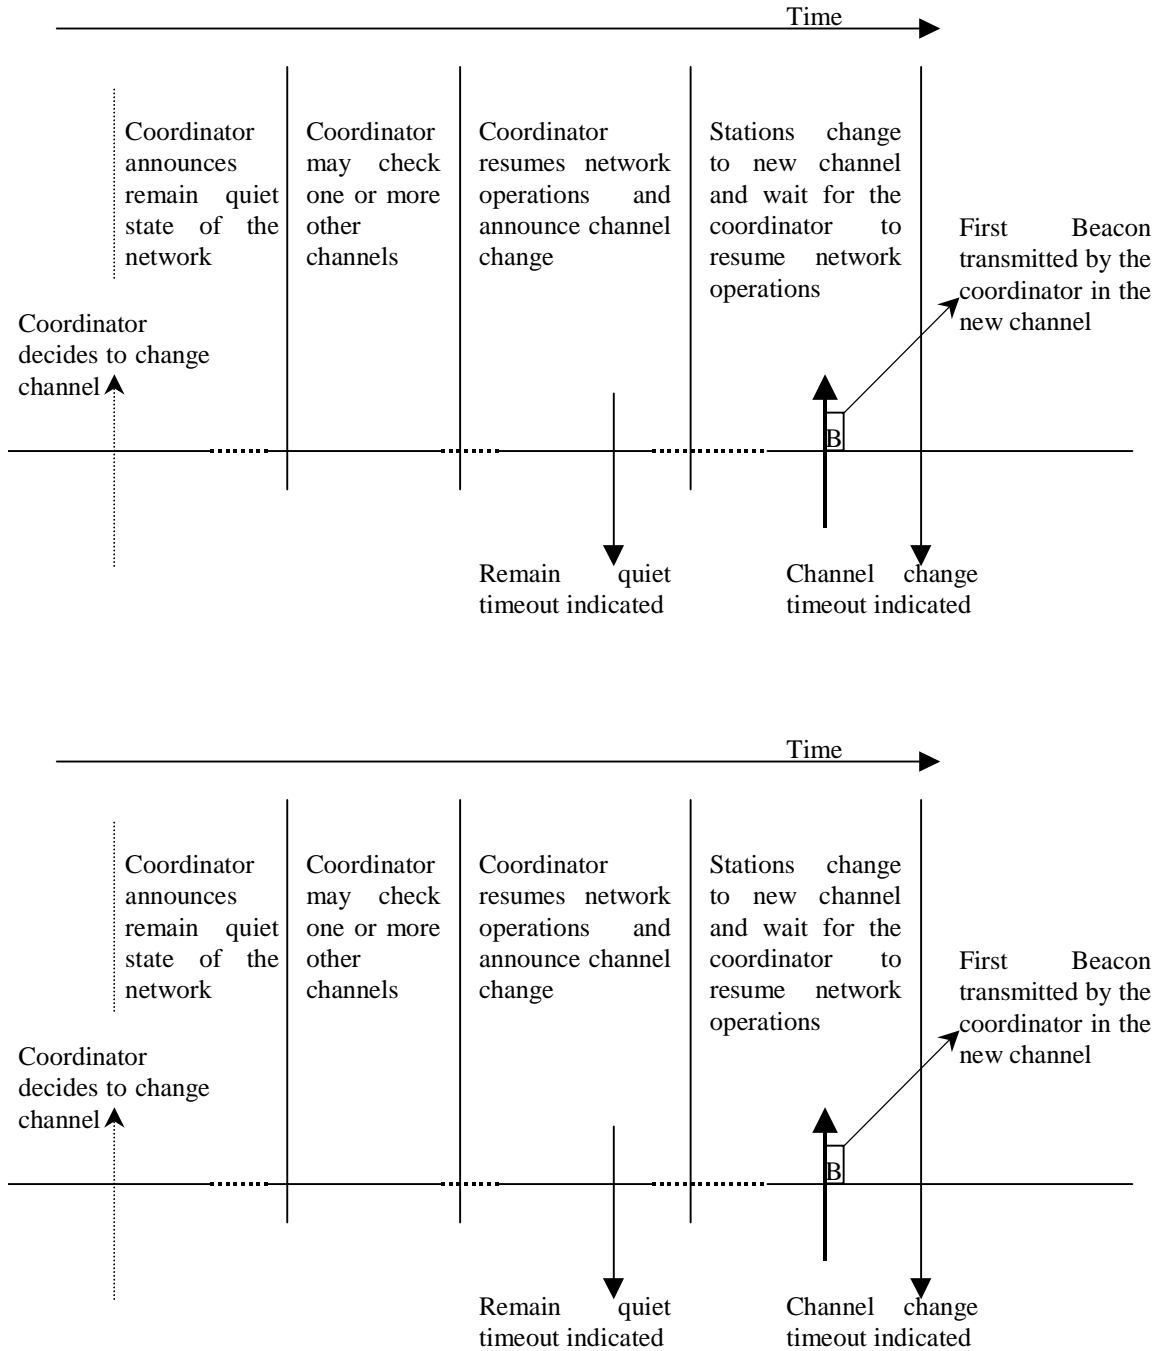 Time
Coordinator
announces
remain quiet
state of the
network
Coordinator
may check
one or more
other
channels
Coordinator
resumes network
operations and
announce channel
change
Stations change
to new channel
and wait for the
coordinator to
resume network
operations
First Beacon
transmitted by the
coordinator in the
new channel
Coordinator
decides to change
channel
B
Remain quiet
timeout indicated
Channel change
timeout indicated
Time
Coordinator
announces
remain quiet
state of the
network
Coordinator
may check
one or more
other
channels
Coordinator
resumes network
operations and
announce channel
change
Stations change
to new channel
and wait for the
coordinator to
resume network
operations
First Beacon
transmitted by the
coordinator in the
new channel
Coordinator
decides to change
channel
B
Remain quiet
timeout indicated
Channel change
timeout indicated